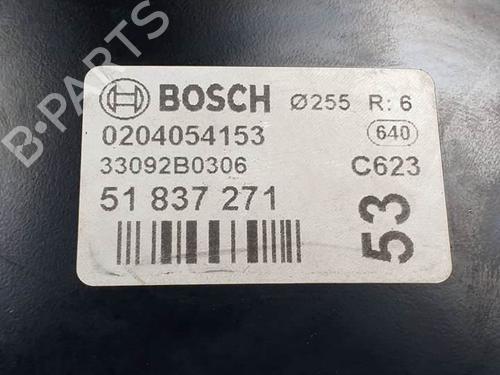 B-PARTS
BOSCH Ø255 R: 6
0204054153 640
33092B0306 C623
51 837 271
53